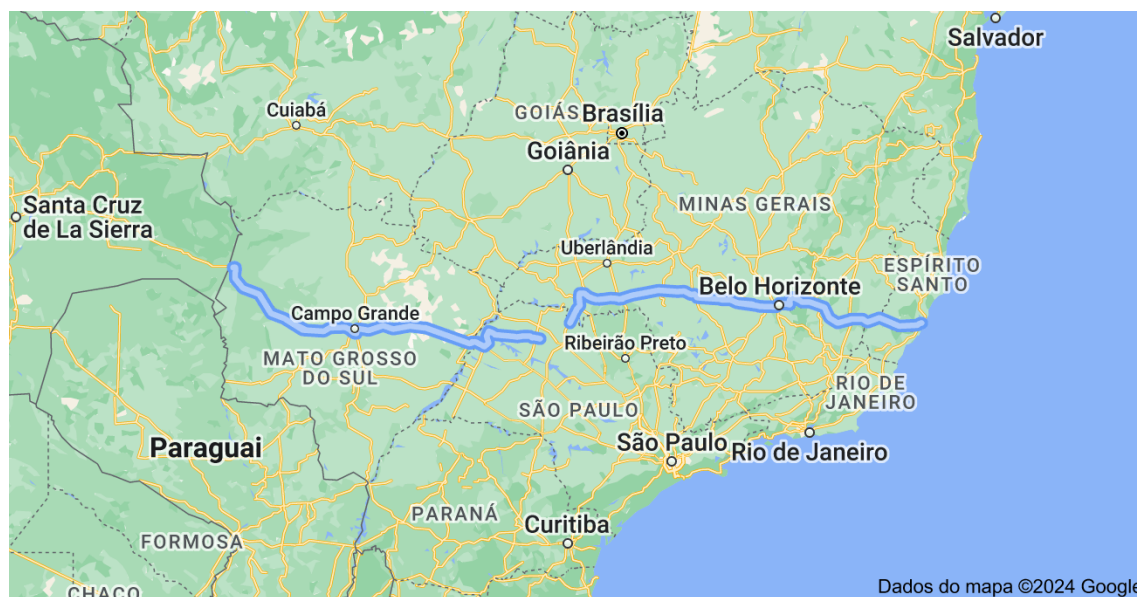 Salvador
Cuiabá
GOIÁS
Brasília
Goiânia
Santa Cruz
de La Sierra
MINAS GERAIS
Uberlândia
ESPÍRITO
SANTO
Belo Horizonte
Campo Grande
Ribeirão Preto
MATO GROSSO
DO SUL
RIO DE
JANEIRO
SÃO PAULO
Paraguai
São Paulo
Rio de Janeiro
PARANÁ
Curitiba
FORMOSA
CHACO
Dados do mapa ©2024 Google